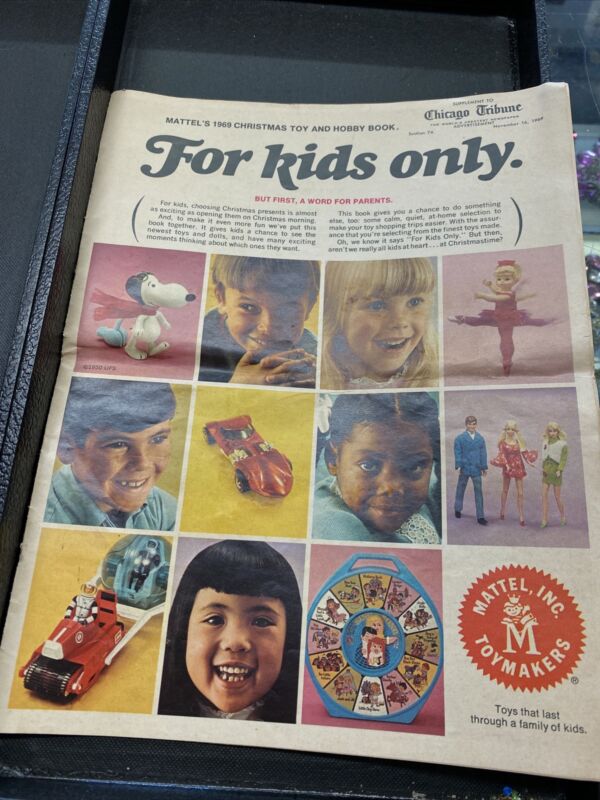 SUPPLEMENT TO
Chicago Tribune
THE WORLD'S GREATEST NEWSPAPER
MATTEL'S 1969 CHRISTMAS TOY AND HOBBY BOOK.
Section 7A
ADVERTISEMENT
November 16, 1969
For kids only.
BUT FIRST, A WORD FOR PARENTS.
For kids, choosing Christmas presents is almost
as exciting as opening them on Christmas morning.
And, to make it even more fun we've put this
book together. It gives kids a chance to see the
newest toys and dolls, and have many exciting
moments thinking about which ones they want.
This book gives you a chance to do something
else, too: some calm, quiet, at-home selection to
make your toy shopping trips easier. With the assur-
ance that you're selecting from the finest toys made.
Oh, we know it says "For Kids Only." But then,
aren't we really all kids at heart...at Christmastime?
MATTEL, INC.
M
TOYMAKERS
®
Toys that last
through a family of kids.